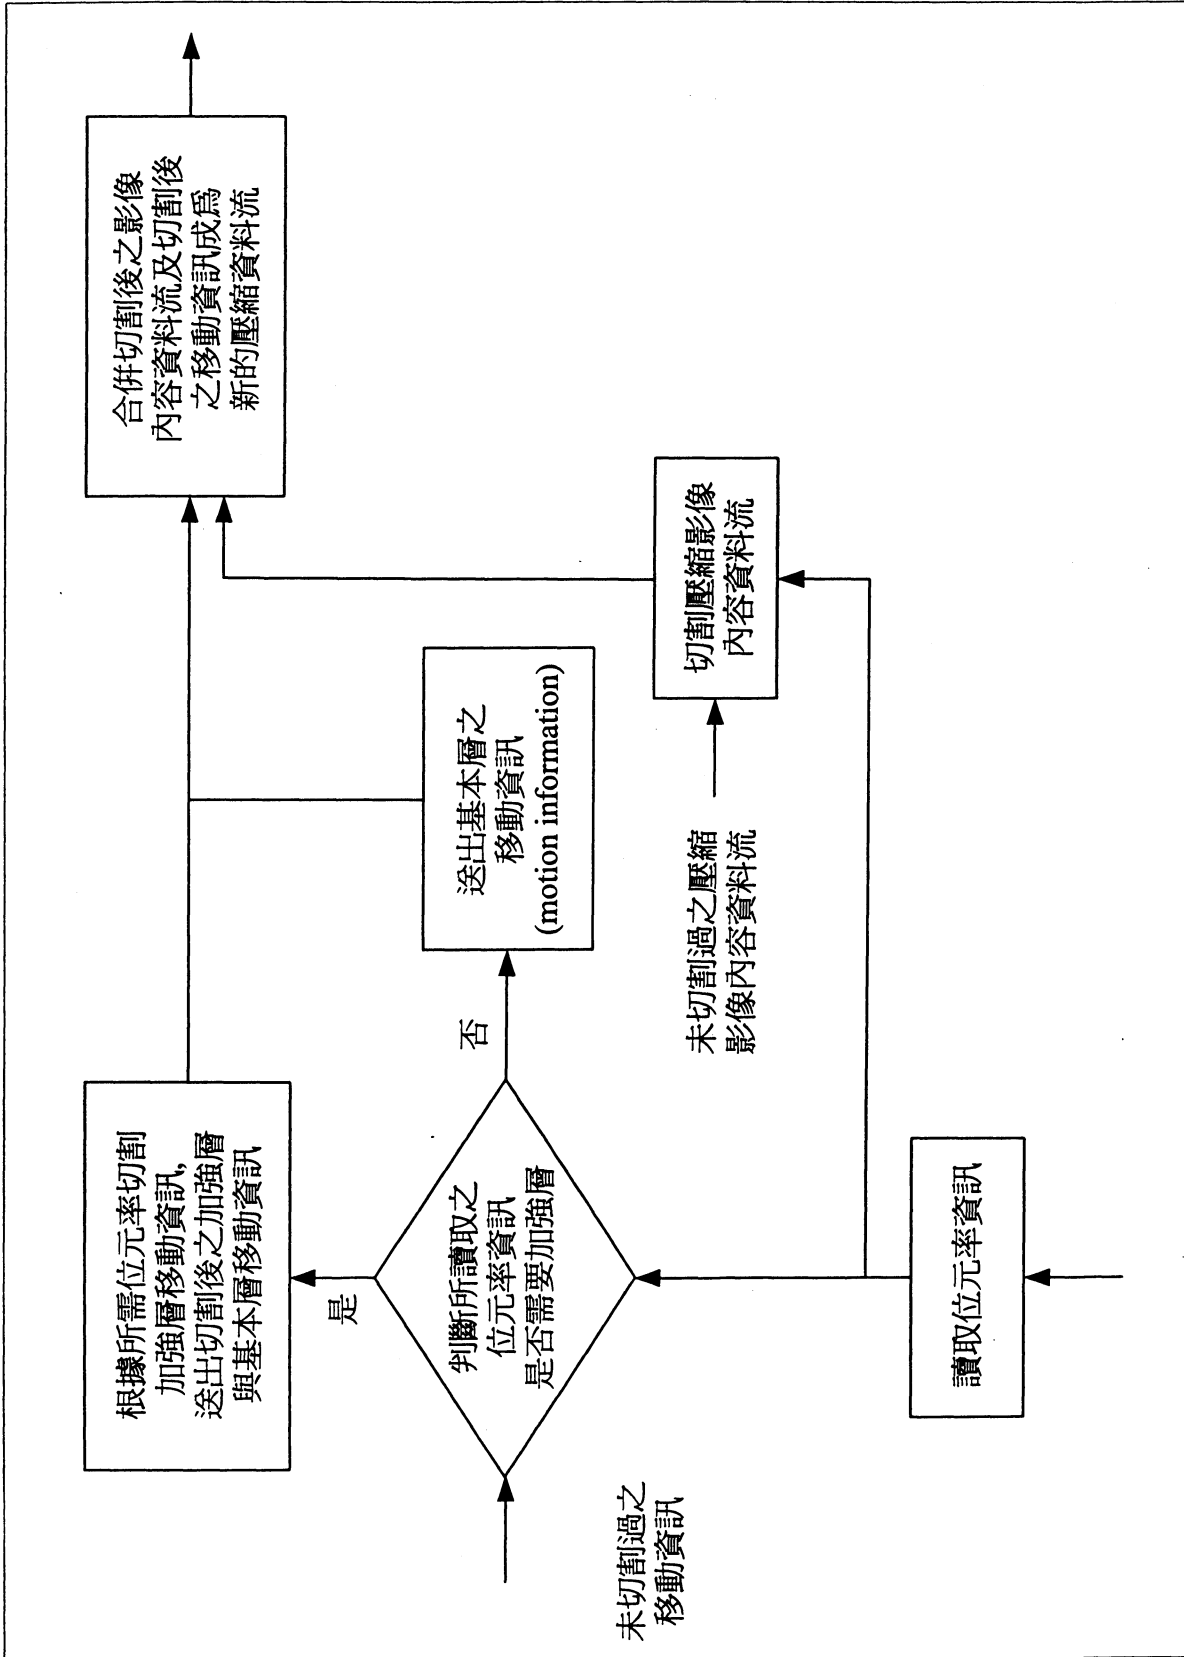 根據所需位元率切割
加強層移動資訊,
送出切割後之加強層
與基本層移動資訊
合併切割後之影像
內容資料流及切割後
之移動資訊成爲
新的壓縮資料流
是
否
判斷所讀取之
位元率資訊
是否需要加強層
送出基本層之
移動資訊
(motion information)
未切割過之
移動資訊
未切割過之壓縮
影像內容資料流
切割壓縮影像
內容資料流
讀取位元率資訊